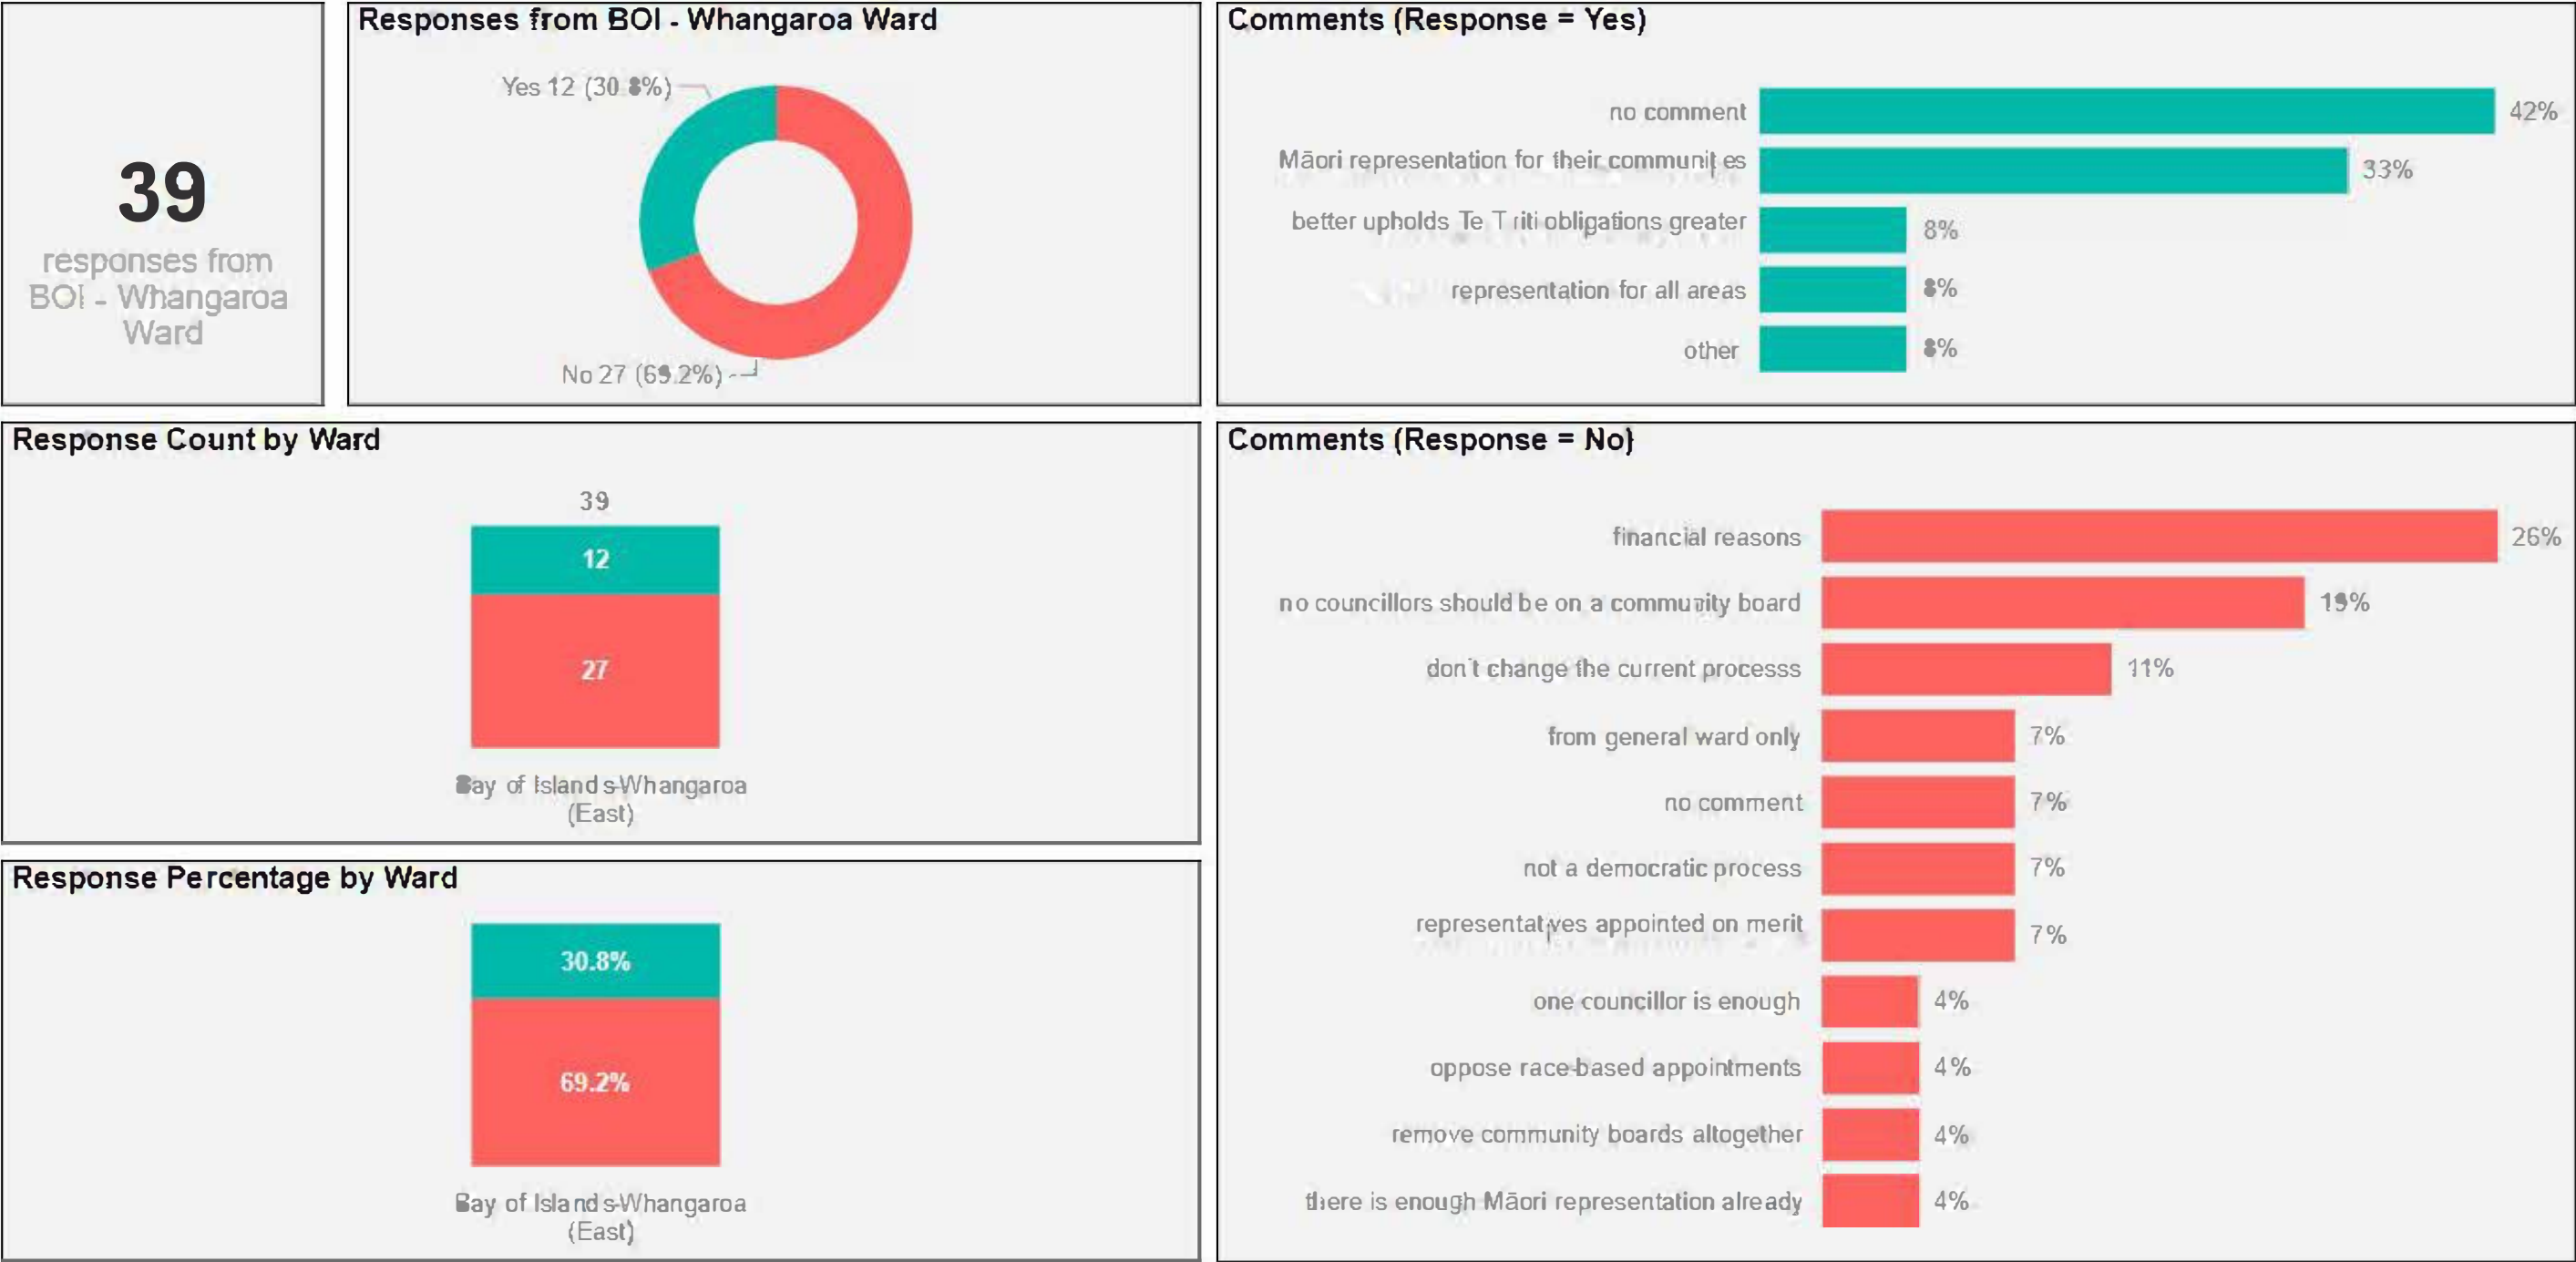 39
responses from
BOI - Whangaroa
Ward
Responses from BOI - Whangaroa Ward
Yes 12 (30.8%)
No 27 (69.2%)
Comments (Response = Yes)
no comment 42%
Māori representation for their communities 33%
better upholds Te Tiriti obligations greater 8%
representation for all areas 8%
other 8%
Response Count by Ward
39
12
27
Bay of Islands-Whangaroa
(East)
Response Percentage by Ward
30.8%
69.2%
Bay of Islands-Whangaroa
(East)
Comments (Response = No)
financial reasons 26%
no councillors should be on a community board 19%
don't change the current processs 11%
from general ward only 7%
no comment 7%
not a democratic process 7%
representatives appointed on merit 7%
one councillor is enough 4%
oppose race-based appointments 4%
remove community boards altogether 4%
there is enough Māori representation already 4%